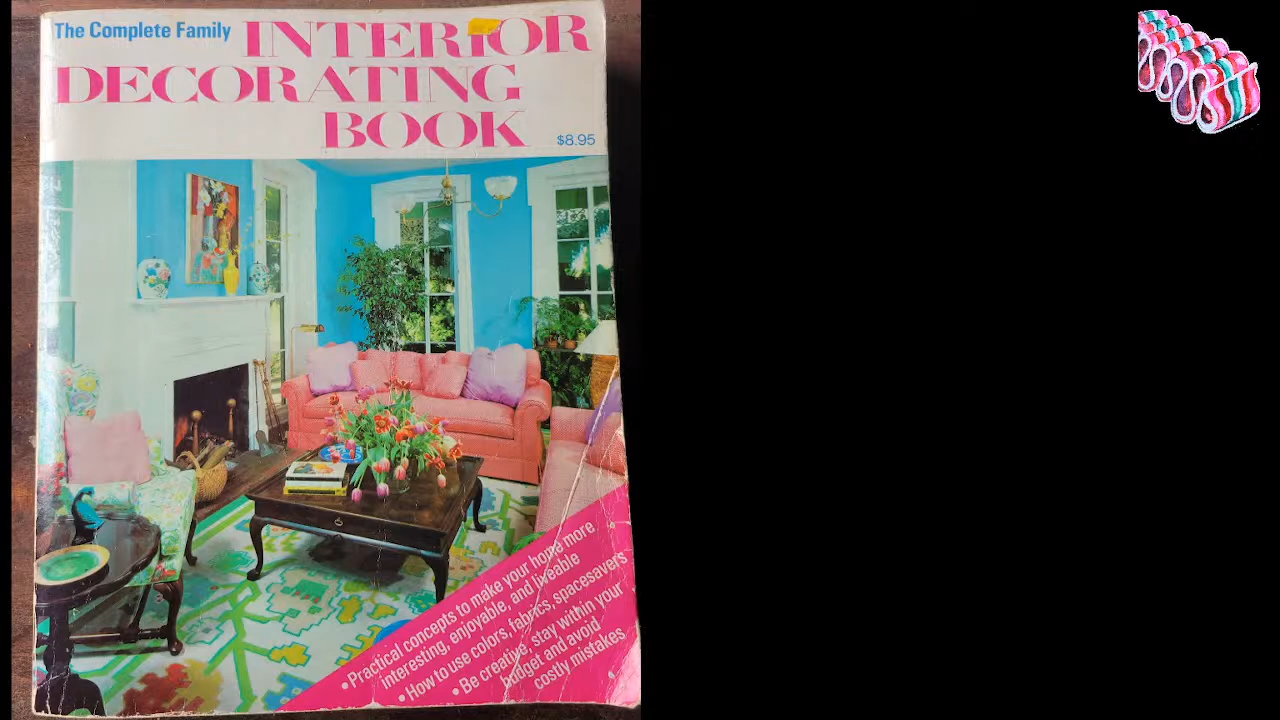 The Complete Family
INTERIOR
DECORATING
BOOK
$8.95
• Practical concepts to make your home more
interesting, enjoyable, and liveable
• How to use colors, fabrics, spacesavers
• Be creative, stay within your
budget and avoid
costly mistakes